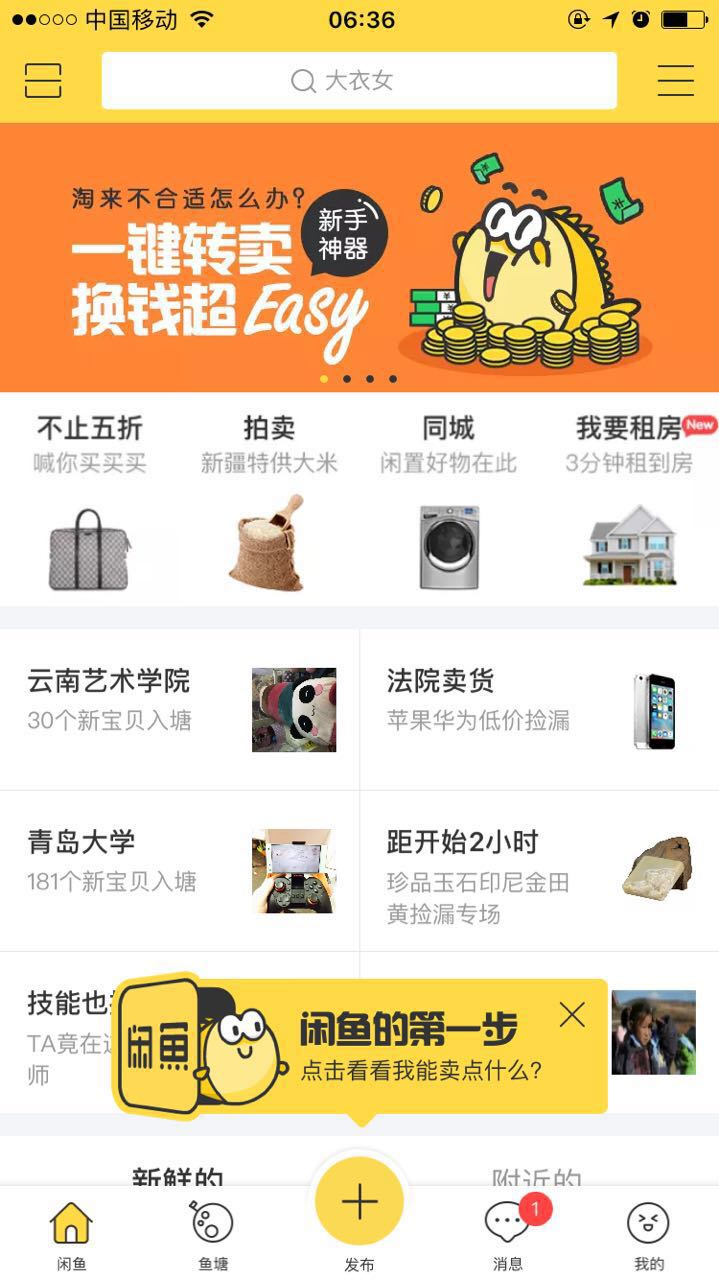 中国移动
06:36
大衣女
淘来不合适怎么办?
一键转卖
换钱超Easy
新手
神器
不止五折
喊你买买买
拍卖
新疆特供大米
同城
闲置好物在此
我要租房
New
3分钟租到房
云南艺术学院
30个新宝贝入塘
法院卖货
苹果华为低价捡漏
青岛大学
181个新宝贝入塘
距开始2小时
珍品玉石印尼金田
黄捡漏专场
技能也
TA竟在
师
闲鱼
闲鱼的第一步
点击看看我能卖点什么?
新鲜的
附近的
闲鱼
鱼塘
发布
1
消息
我的